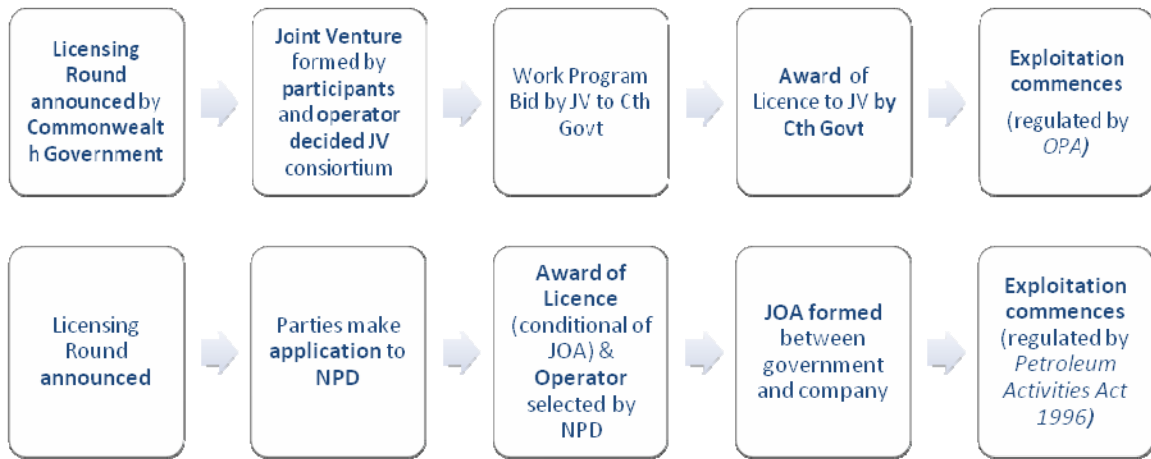 Licensing
Round
announced by
Commonwealt
h Government
Joint Venture
formed by
participants
and operator
decided JV
consortium
Work Program
Bid by JV to Cth
Govt
Award of
Licence to JV by
Cth Govt
Exploitation
commences
(regulated by
OPA)
Licensing
Round
announced
Parties make
application to
NPD
Award of
Licence
(conditional of
JOA) &
Operator
selected by
NPD
JOA formed
between
government
and company
Exploitation
commences
(regulated by
Petroleum
Activities Act
1996)